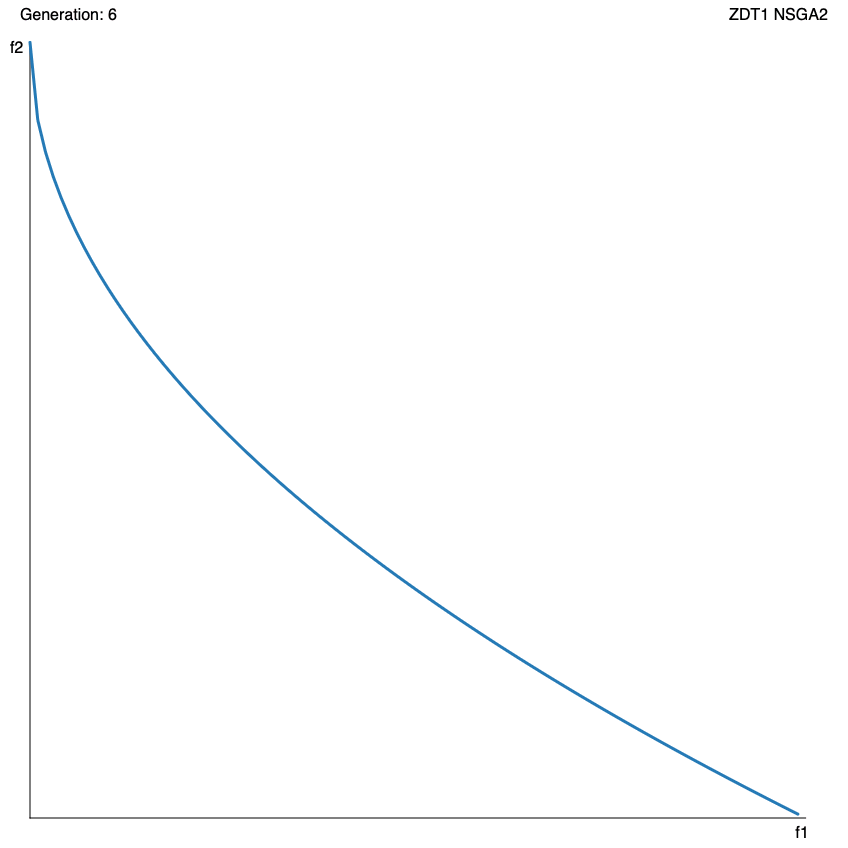 Generation: 6
ZDT1 NSGA2
f2
f1